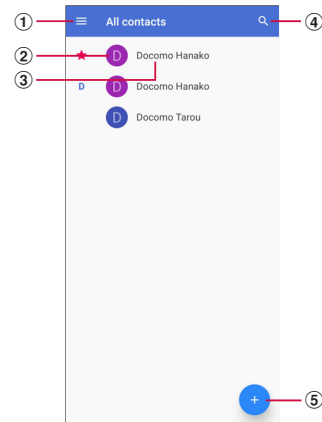 ① All contacts ④
② D Docomo Hanako
③
D D Docomo Hanako
D Docomo Tarou
+ ⑤